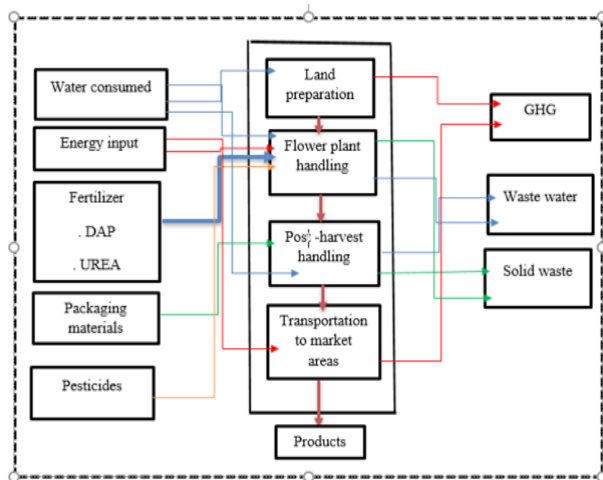 Water consumed
Energy input
Fertilizer
. DAP
. UREA
Packaging
materials
Pesticides
Land
preparation
Flower plant
handling
Post -harvest
handling
Transportation
to market
areas
Products
GHG
Waste water
Solid waste